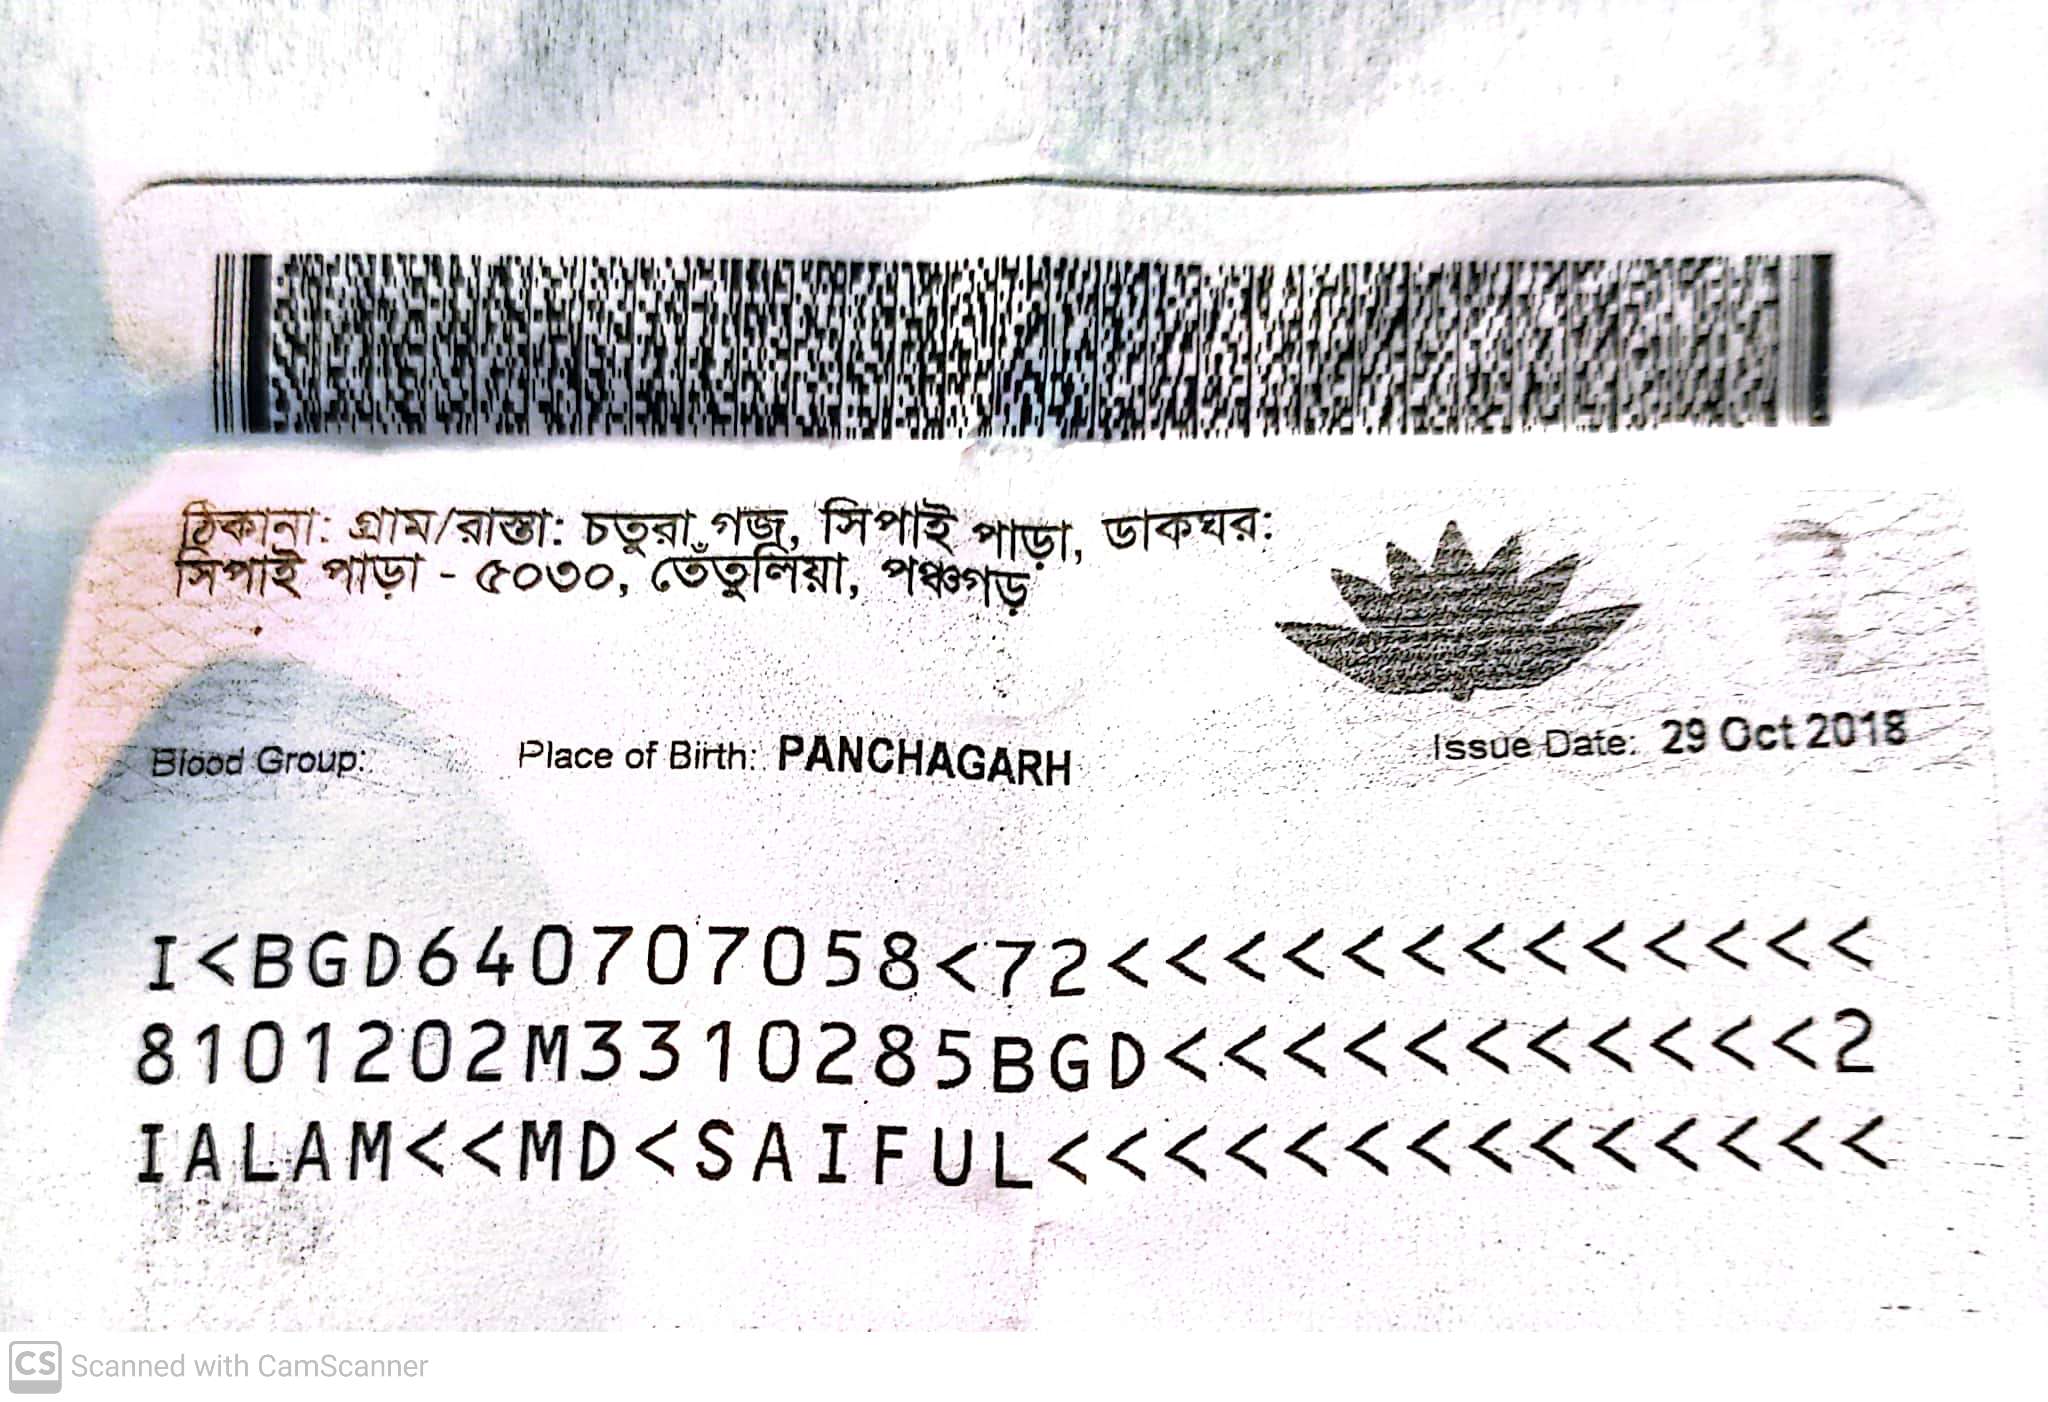 ঠিকানা: গ্রাম/রাস্তা: চতুরা গজ, সিপাই পাড়া, ডাকঘর:
সিপাই পাড়া - ৫০৩০, তেঁতুলিয়া, পঞ্চগড়
Blood Group: Place of Birth: PANCHAGARH Issue Date: 29 Oct 2018
I<BGD640707058<72<<<<<<<<<<<<<
8101202M3310285BGD<<<<<<<<<<<2
IALAM<<MD<SAIFUL<<<<<<<<<<<<<<
CS Scanned with CamScanner